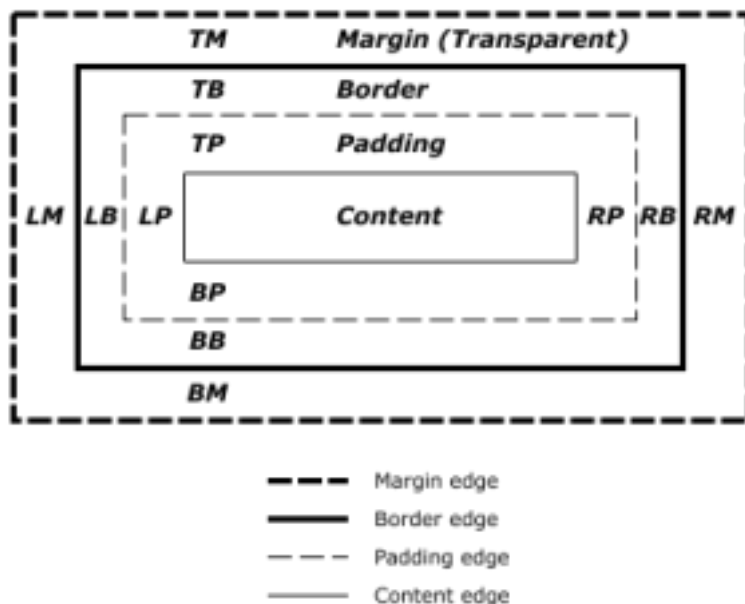 TM Margin (Transparent)
TB Border
TP Padding
LM LB LP Content RP RB RM
BP
BB
BM
Margin edge
Border edge
Padding edge
Content edge